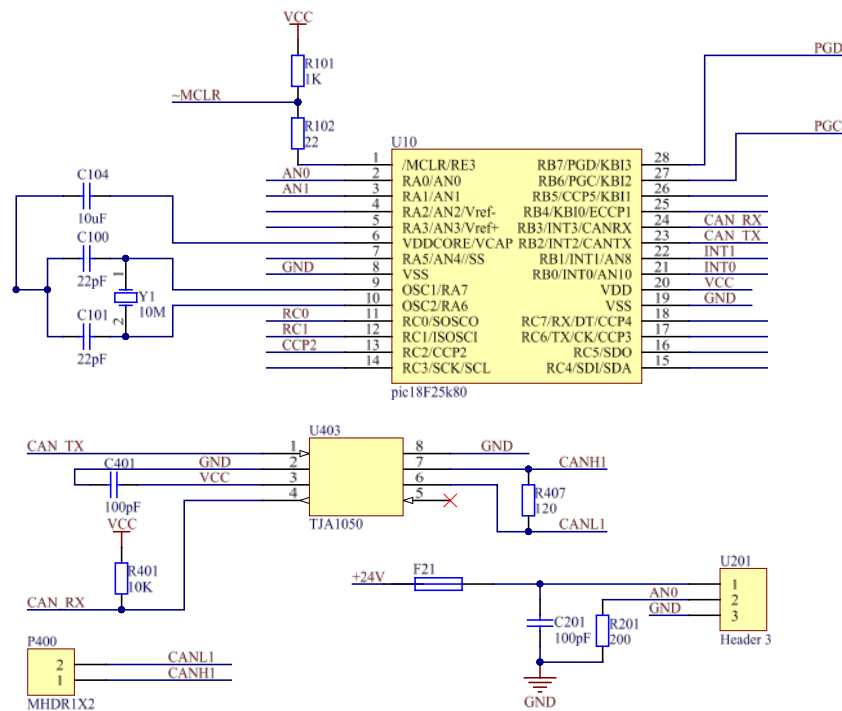 VCC
R101
1K
~MCLR
R102
22
PGD
PGC
U10
1 /MCLR/RE3 RB7/PGD/KBI3 28
AN0 2 RA0/AN0 RB6/PGC/KBI2 27
AN1 3 RA1/AN1 RB5/CCP5/KBI1 26
4 RA2/AN2/Vref- RB4/KBI0/ECCP1 25
5 RA3/AN3/Vref+ RB3/INT3/CANRX 24 CAN RX
6 VDDCORE/VCAP RB2/INT2/CANTX 23 CAN TX
7 RA5/AN4//SS RB1/INT1/AN8 22 INT1
GND 8 VSS RB0/INT0/AN10 21 INT0
9 OSC1/RA7 VDD 20 VCC
10 OSC2/RA6 VSS 19 GND
RC0 11 RC0/SOSCO RC7/RX/DT/CCP4 18
RC1 12 RC1/ISOSCI RC6/TX/CK/CCP3 17
CCP2 13 RC2/CCP2 RC5/SDO 16
14 RC3/SCK/SCL RC4/SDI/SDA 15
pic18F25k80
C104
10uF
C100
22pF
1
Y1
10M
2
C101
22pF
U403
CAN TX 1 8 GND
GND 2 7 CANH1
VCC 3 6
4 5
C401
100pF
TJA1050
R407
120
CANL1
VCC
R401
10K
CAN RX
P400
2 CANL1
1 CANH1
MHDR1X2
+24V
F21
C201
100pF
GND
R201
200
U201
1
AN0 2
GND 3
Header 3